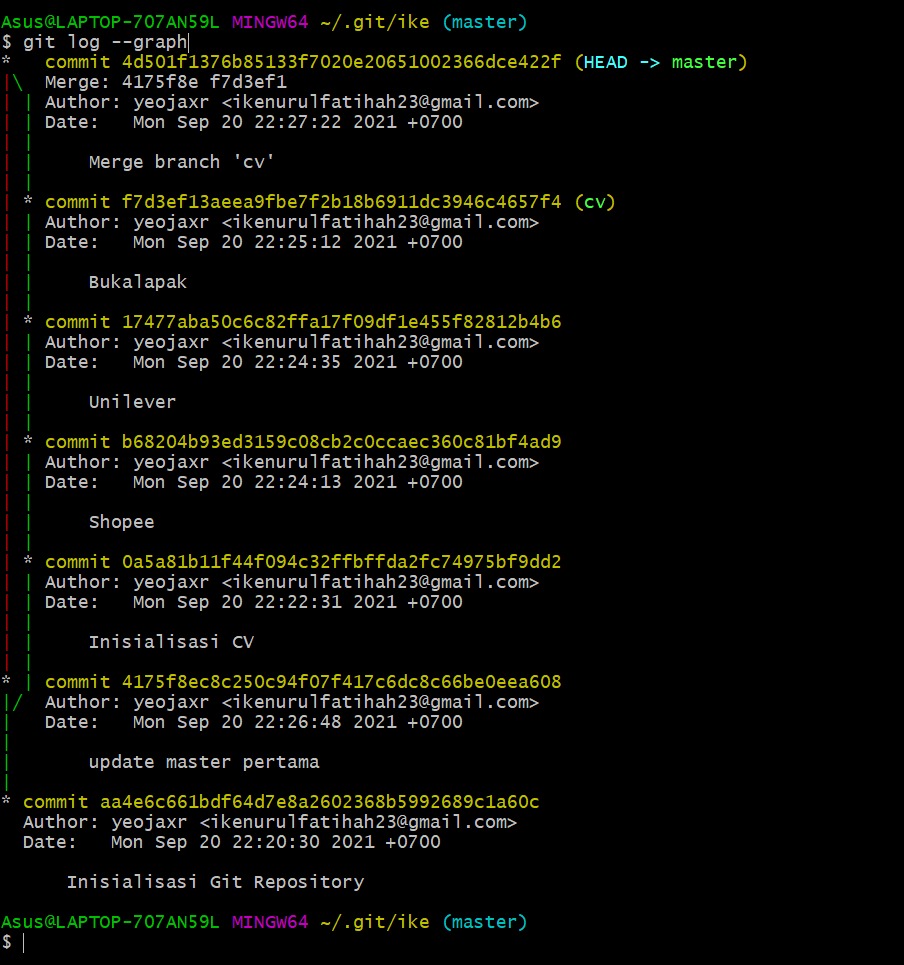 Asus@LAPTOP-707AN59L MINGW64 ~/.git/ike (master)
$ git log --graph
*   commit 4d501f1376b85133f7020e20651002366dce422f (HEAD -> master)
|\  Merge: 4175f8e f7d3ef1
| | Author: yeojaxr <ikenurulfatihah23@gmail.com>
| | Date:   Mon Sep 20 22:27:22 2021 +0700
| |
| |     Merge branch 'cv'
| |
| * commit f7d3ef13aeea9fbe7f2b18b6911dc3946c4657f4 (cv)
| | Author: yeojaxr <ikenurulfatihah23@gmail.com>
| | Date:   Mon Sep 20 22:25:12 2021 +0700
| |
| |     Bukalapak
| |
| * commit 17477aba50c6c82ffa17f09df1e455f82812b4b6
| | Author: yeojaxr <ikenurulfatihah23@gmail.com>
| | Date:   Mon Sep 20 22:24:35 2021 +0700
| |
| |     Unilever
| |
| * commit b68204b93ed3159c08cb2c0ccaec360c81bf4ad9
| | Author: yeojaxr <ikenurulfatihah23@gmail.com>
| | Date:   Mon Sep 20 22:24:13 2021 +0700
| |
| |     Shopee
| |
| * commit 0a5a81b11f44f094c32ffbffda2fc74975bf9dd2
| | Author: yeojaxr <ikenurulfatihah23@gmail.com>
| | Date:   Mon Sep 20 22:22:31 2021 +0700
| |
| |     Inisialisasi CV
| |
* | commit 4175f8ec8c250c94f07f417c6dc8c66be0eea608
|/  Author: yeojaxr <ikenurulfatihah23@gmail.com>
|   Date:   Mon Sep 20 22:26:48 2021 +0700
|
|       update master pertama
|
* commit aa4e6c661bdf64d7e8a2602368b5992689c1a60c
  Author: yeojaxr <ikenurulfatihah23@gmail.com>
  Date:   Mon Sep 20 22:20:30 2021 +0700

      Inisialisasi Git Repository

Asus@LAPTOP-707AN59L MINGW64 ~/.git/ike (master)
$